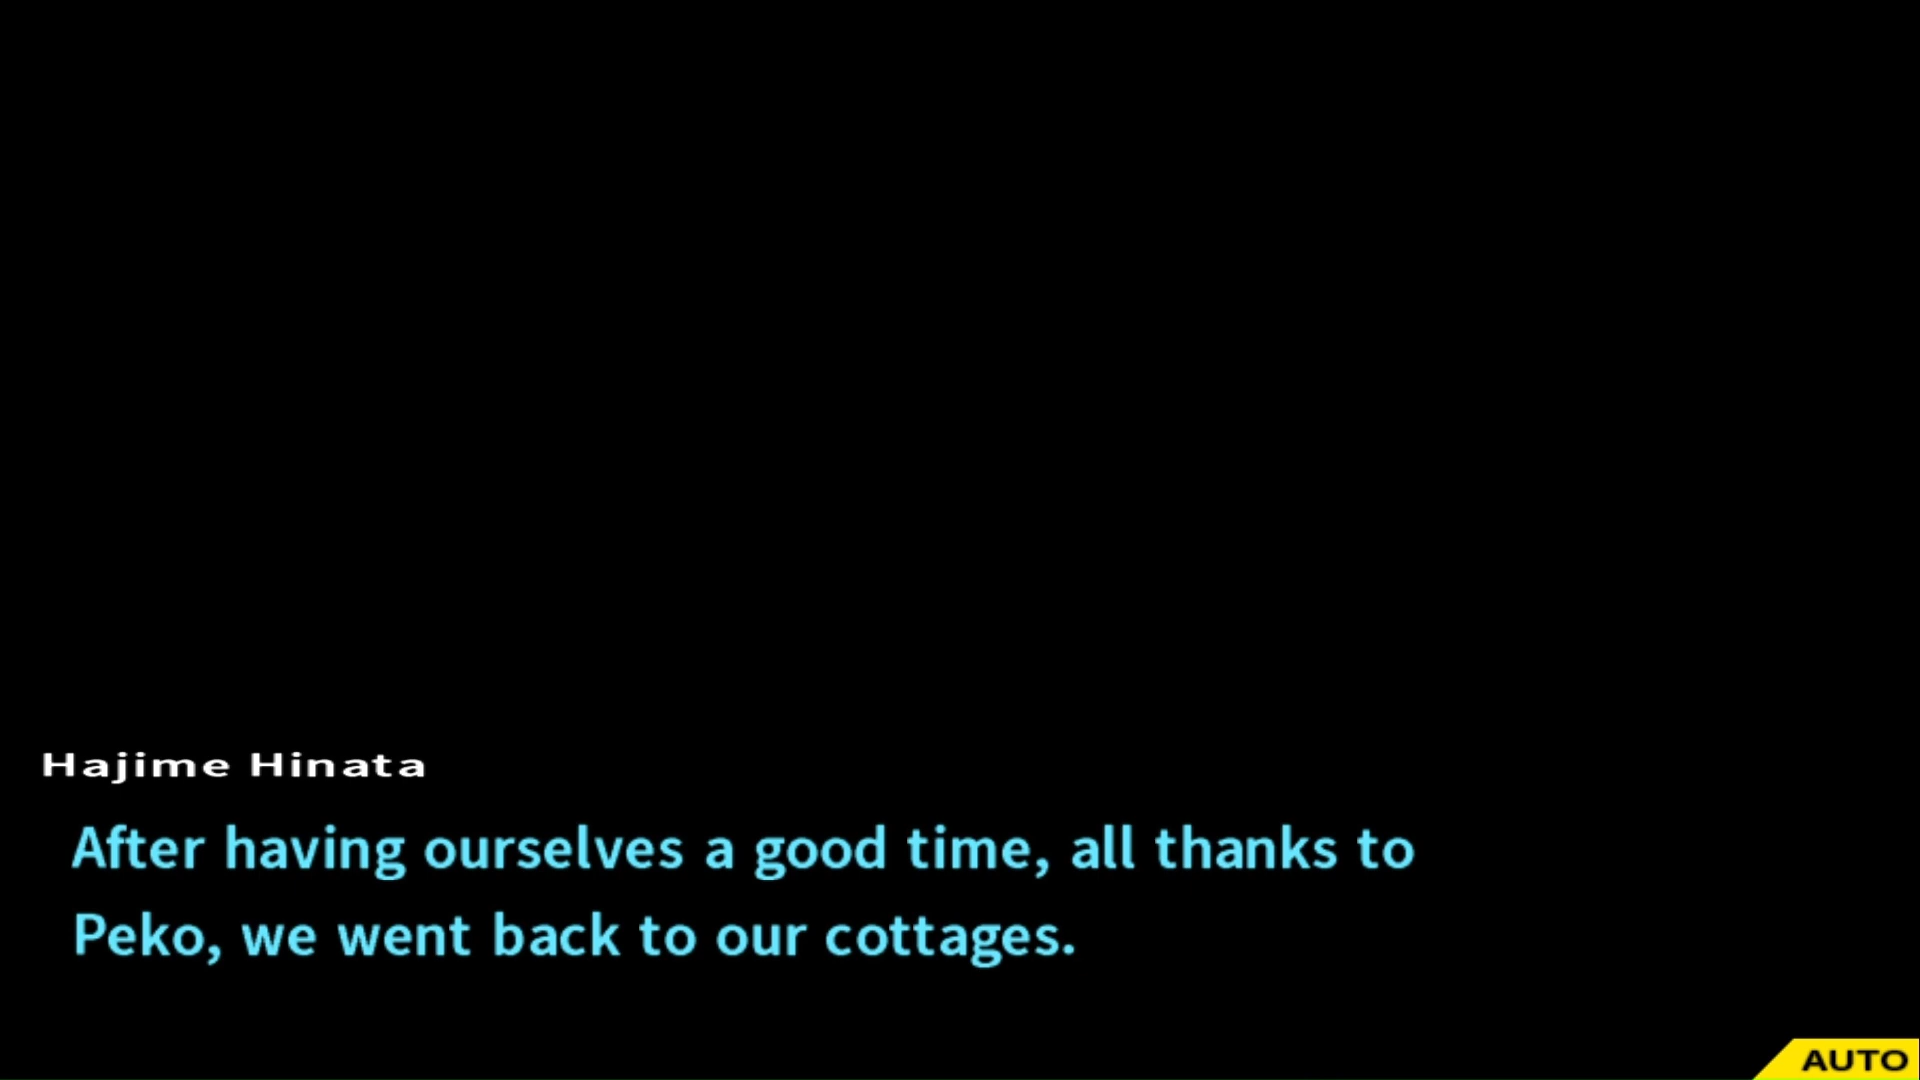 Hajime Hinata
After having ourselves a good time, all thanks to
Peko, we went back to our cottages.
AUTO